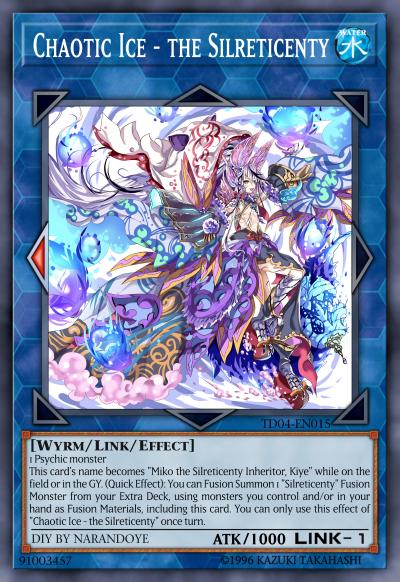 CHAOTIC ICE - THE SILRETICENTY
WATER
水
TD04-EN015
[WYRM/LINK/EFFECT]
1 Psychic monster
This card's name becomes "Miko the Silreticenty Inheritor, Kiye" while on the
field or in the GY. (Quick Effect): You can Fusion Summon 1 "Silreticenty" Fusion
Monster from your Extra Deck, using monsters you control and/or in your
hand as Fusion Materials, including this card. You can only use this effect of
"Chaotic Ice - the Silreticenty" once turn.
DIY BY NARANDOYE
ATK/1000 LINK-1
91003457
©1996 KAZUKI TAKAHASHI